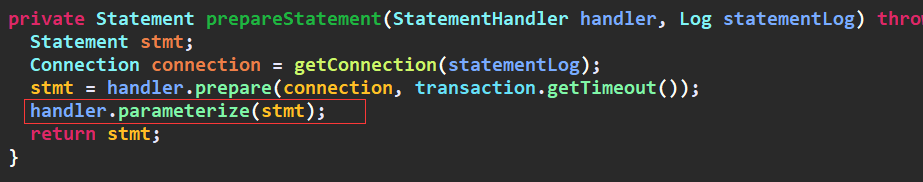 private Statement prepareStatement(StatementHandler handler, Log statementLog) thro
Statement stmt;
Connection connection = getConnection(statementLog);
stmt = handler.prepare(connection, transaction.getTimeout());
handler.parameterize(stmt);
return stmt;
}